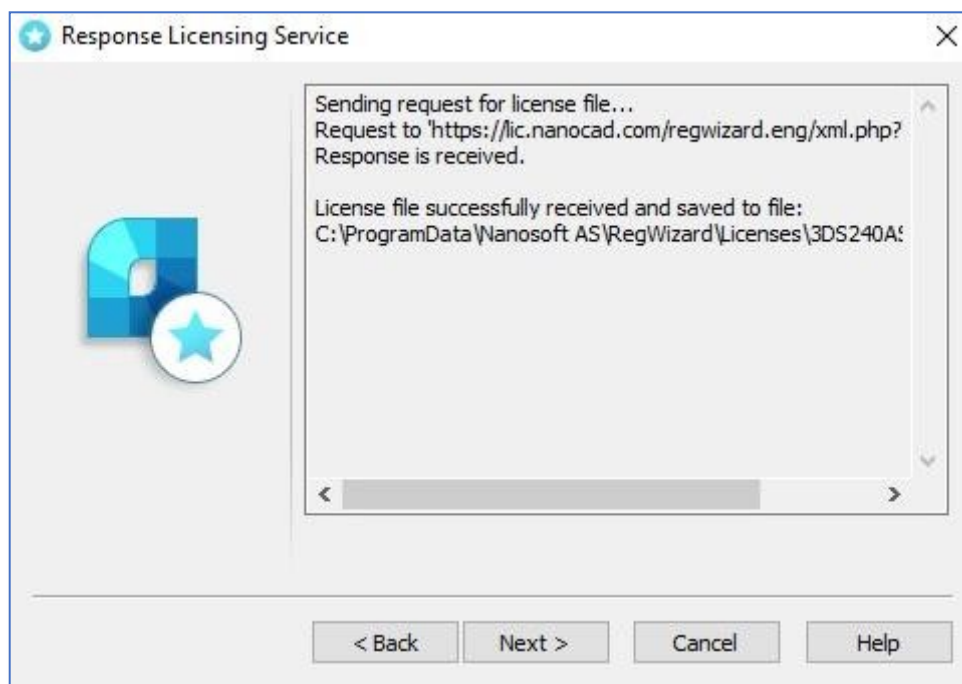 Response Licensing Service
Sending request for license file...
Request to 'https://lic.nanocad.com/regwizard.eng/xml.php?
Response is received.
License file successfully received and saved to file:
C:\ProgramData\Nanosoft AS\RegWizard\Licenses\3DS240AS
< Back
Next >
Cancel
Help